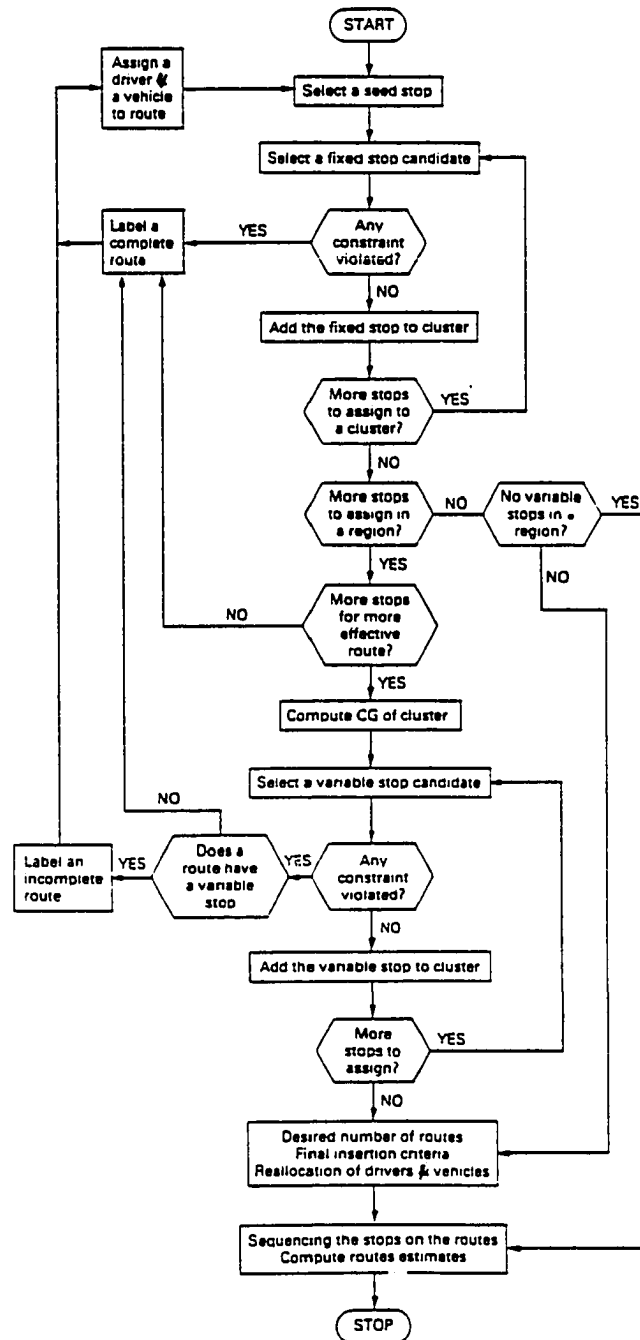 START
Assign a
driver &
a vehicle
to route
Select a seed stop
Select a fixed stop candidate
Label a
complete
route
YES
Any
constraint
violated?
NO
Add the fixed stop to cluster
More stops
to assign to
a cluster?
YES
NO
More stops
to assign in
a region?
NO
No variable
stops in
region?
YES
YES
NO
More stops
for more
effective
route?
NO
YES
Compute CG of cluster
Select a variable stop candidate
NO
Label an
incomplete
route
YES
Does a
route have
a variable
stop
YES
Any
constraint
violated?
NO
Add the variable stop to cluster
More
stops to
assign?
YES
NO
Desired number of routes
Final insertion criteria
Reallocation of drivers & vehicles
Sequencing the stops on the routes
Compute routes estimates
STOP